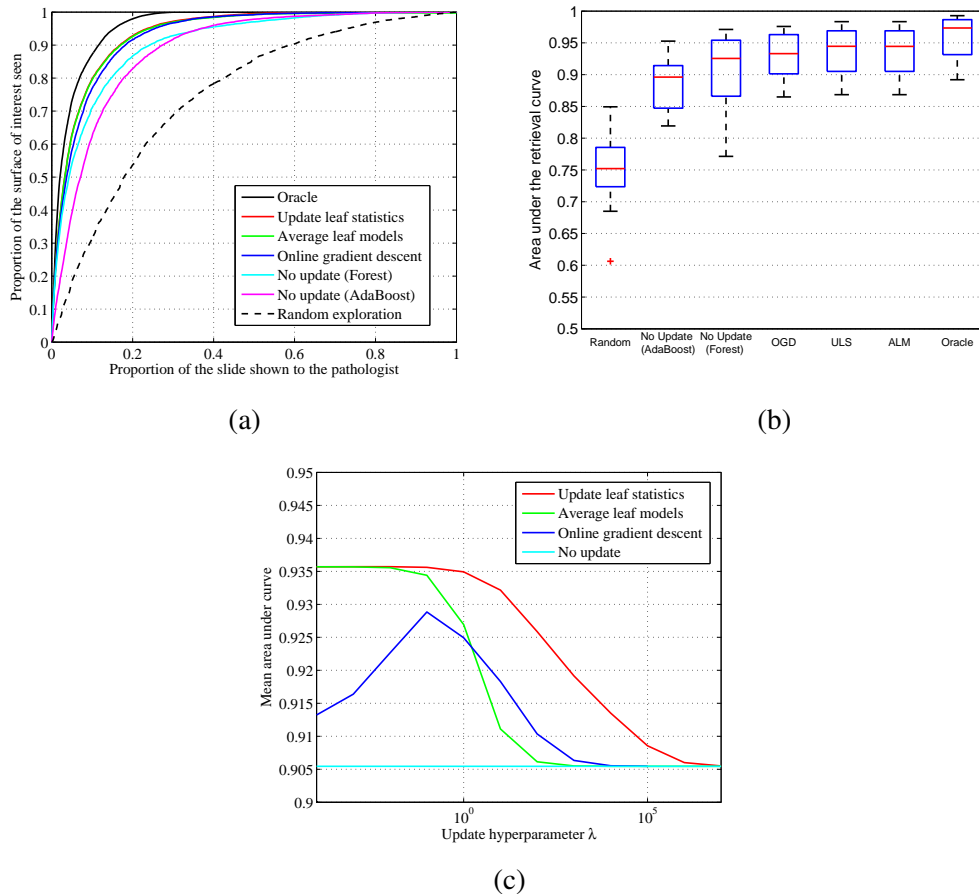 1
0.9
0.8
0.7
0.6
0.5
0.4
0.3
0.2
0.1
0
0 0.2 0.4 0.6 0.8 1
Proportion of the surface of interest seen
Proportion of the slide shown to the pathologist
Oracle
Update leaf statistics
Average leaf models
Online gradient descent
No update (Forest)
No update (AdaBoost)
Random exploration
(a)
1
0.95
0.9
0.85
0.8
0.75
0.7
0.65
0.6
0.55
0.5
Area under the retrieval curve
Random
No Update
(AdaBoost)
No Update
(Forest)
OGD
ULS
ALM
Oracle
(b)
0.95
0.945
0.94
0.935
0.93
0.925
0.92
0.915
0.91
0.905
0.9
Mean area under curve
Update leaf statistics
Average leaf models
Online gradient descent
No update
10⁰ 10⁵
Update hyperparameter λ
(c)